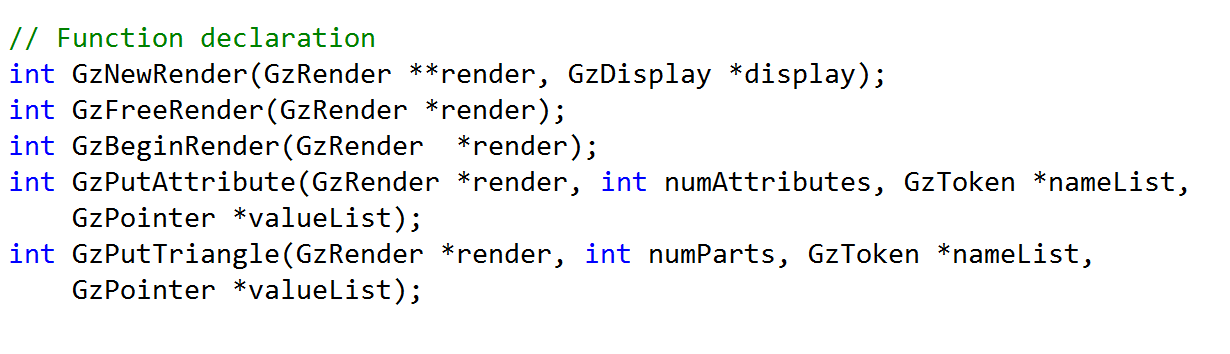 // Function declaration
int GzNewRender(GzRender **render, GzDisplay *display);
int GzFreeRender(GzRender *render);
int GzBeginRender(GzRender  *render);
int GzPutAttribute(GzRender *render, int numAttributes, GzToken *nameList,
    GzPointer *valueList);
int GzPutTriangle(GzRender *render, int numParts, GzToken *nameList,
    GzPointer *valueList);